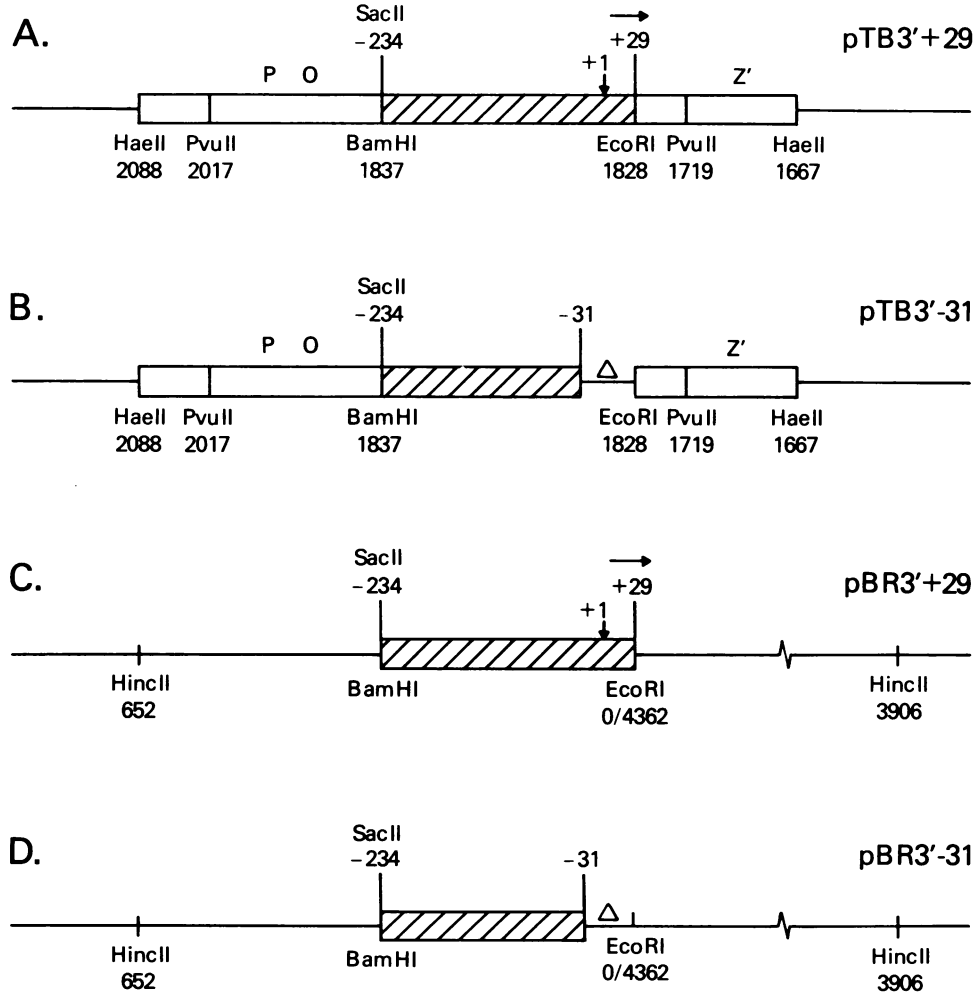 A.
SacII
-234
+1
+29
pTB3'+29
P O
Z'
HaeII PvuII BamHI EcoRI PvuII HaeII
2088 2017 1837 1828 1719 1667
B.
SacII
-234
-31
pTB3'-31
P O
Δ
Z'
HaeII PvuII BamHI EcoRI PvuII HaeII
2088 2017 1837 1828 1719 1667
C.
SacII
-234
+1
+29
pBR3'+29
HincII BamHI EcoRI HincII
652 0/4362 3906
D.
SacII
-234
-31
pBR3'-31
Δ
HincII BamHI EcoRI HincII
652 0/4362 3906